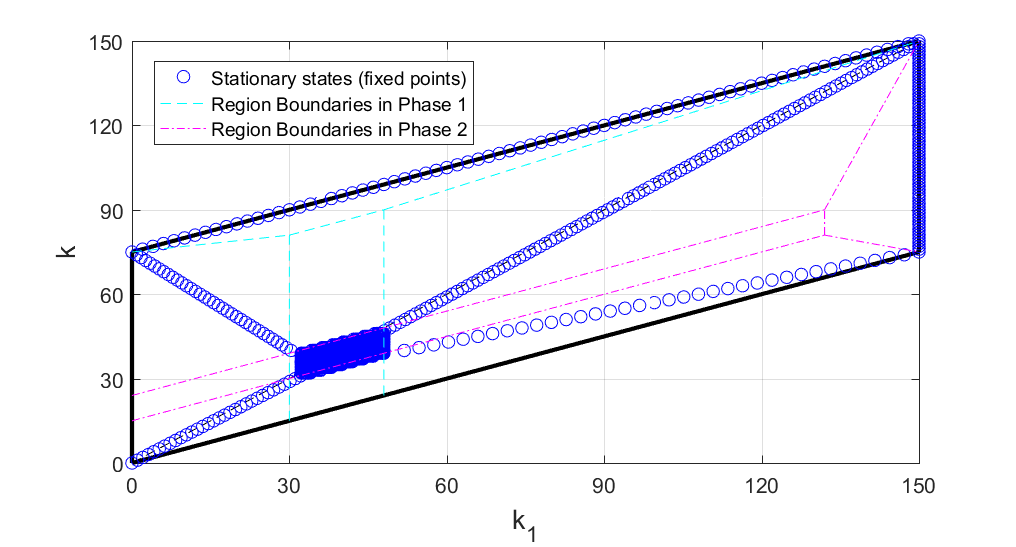 150
Stationary states (fixed points)
Region Boundaries in Phase 1
Region Boundaries in Phase 2
120
90
k
60
30
0
0 30 60 90 120 150
k1